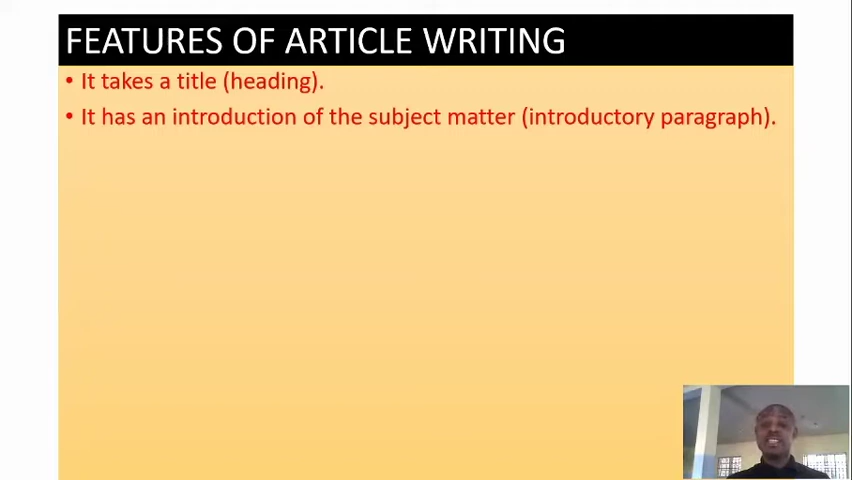 FEATURES OF ARTICLE WRITING
• It takes a title (heading).
• It has an introduction of the subject matter (introductory paragraph).